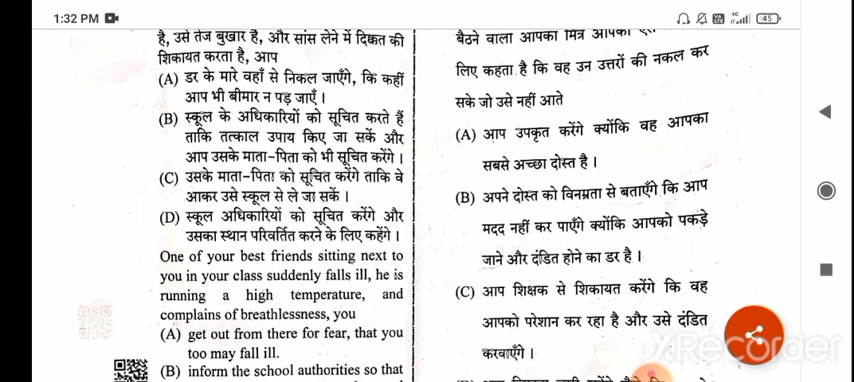 1:32 PM
4G
45
है, उसे तेज बुखार है, और सांस लेने में दिक्कत की
शिकायत करता है, आप
(A) डर के मारे वहाँ से निकल जाएँगे, कि कहीं
आप भी बीमार न पड़ जाएँ।
(B) स्कूल के अधिकारियों को सूचित करते हैं
ताकि तत्काल उपाय किए जा सकें और
आप उसके माता-पिता को भी सूचित करेंगे।
(C) उसके माता-पिता को सूचित करेंगे ताकि वे
आकर उसे स्कूल से ले जा सकें।
(D) स्कूल अधिकारियों को सूचित करेंगे और
उसका स्थान परिवर्तित करने के लिए कहेंगे।
One of your best friends sitting next to
you in your class suddenly falls ill, he is
running a high temperature, and
complains of breathlessness, you
(A) get out from there for fear, that you
too may fall ill.
(B) inform the school authorities so that
बैठने वाला आपका मित्र आपको
लिए कहता है कि वह उन उत्तरों की नकल कर
सके जो उसे नहीं आते
(A) आप उपकृत करेंगे क्योंकि वह आपका
सबसे अच्छा दोस्त है।
(B) अपने दोस्त को विनम्रता से बताएँगे कि आप
मदद नहीं कर पाएँगे क्योंकि आपको पकड़े
जाने और दंडित होने का डर है।
(C) आप शिक्षक से शिकायत करेंगे कि वह
आपको परेशान कर रहा है और उसे दंडित
करवाएँगे।
XRecorder